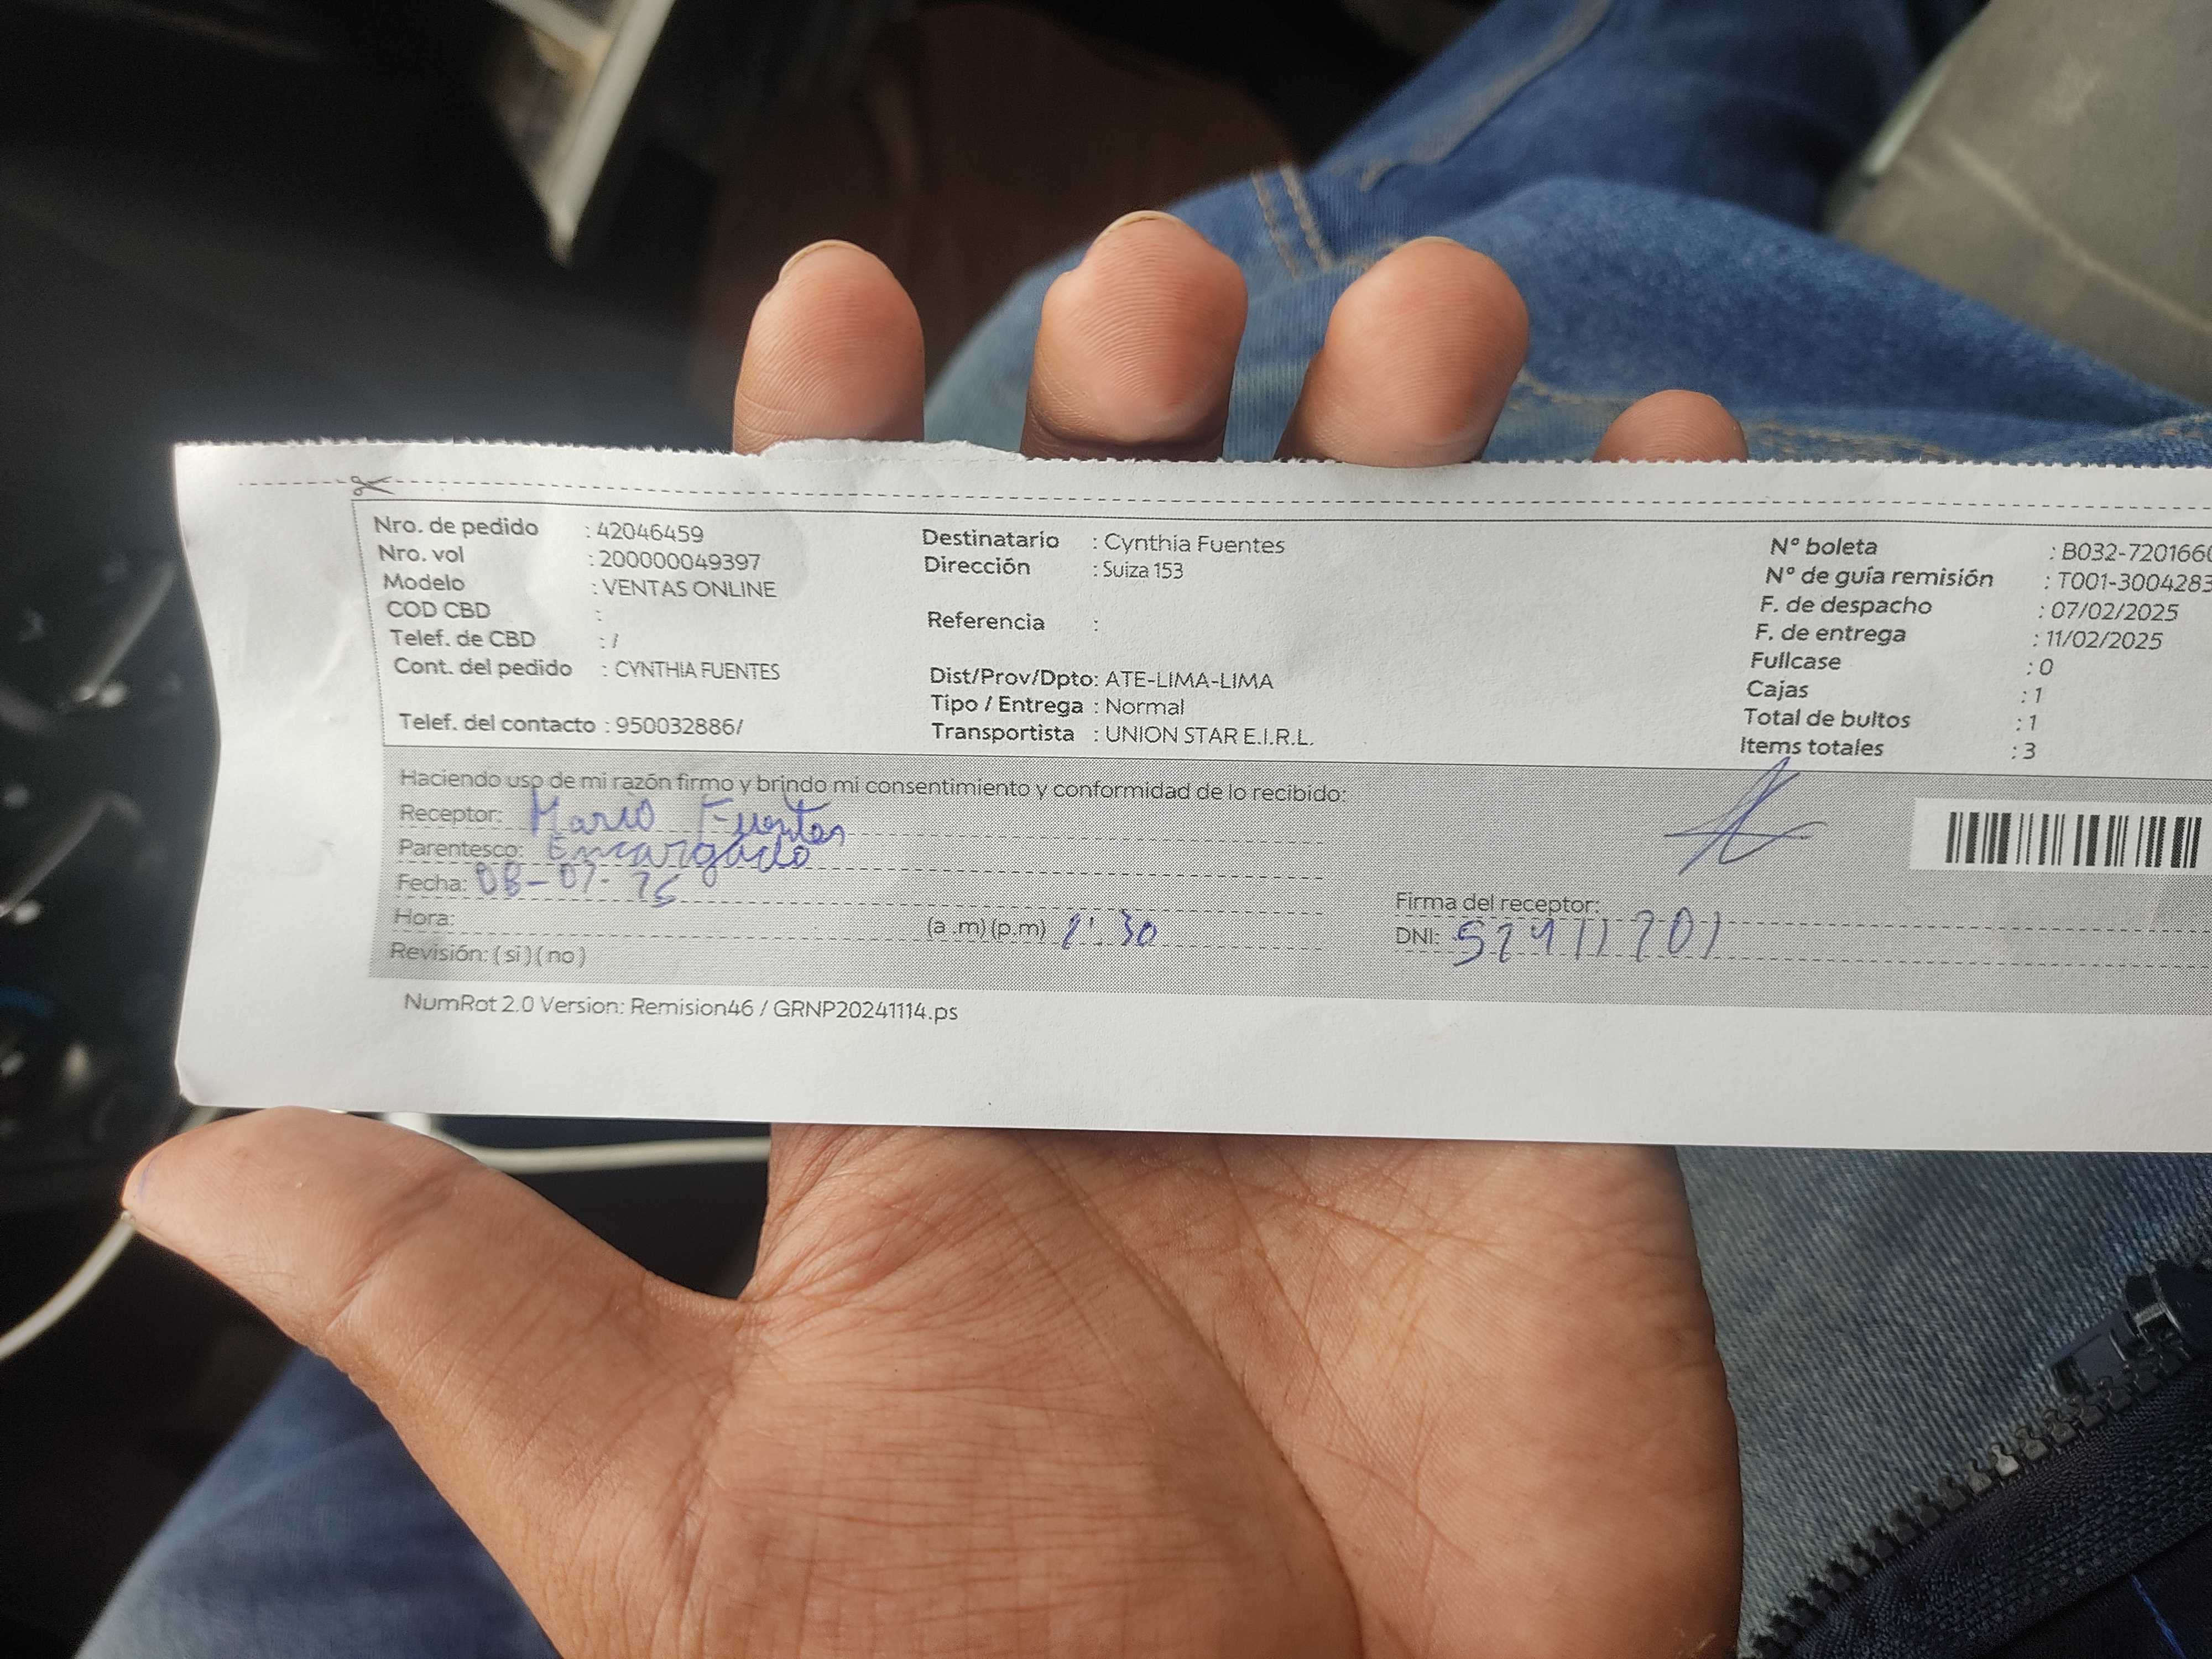 Nro. de pedido : 42046459
Nro. vol : 200000049397
Modelo : VENTAS ONLINE
COD CBD :
Telef. de CBD : /
Cont. del pedido : CYNTHIA FUENTES
Telef. del contacto : 950032886/
Destinatario : Cynthia Fuentes
Dirección : Suiza 153
Referencia :
Dist/Prov/Dpto: ATE-LIMA-LIMA
Tipo / Entrega : Normal
Transportista : UNION STAR E.I.R.L.
N° boleta : B032-7201660
N° de guía remisión : T001-3004283
F. de despacho : 07/02/2025
F. de entrega : 11/02/2025
Fullcase : 0
Cajas : 1
Total de bultos : 1
Items totales : 3
Haciendo uso de mi razón firmo y brindo mi consentimiento y conformidad de lo recibido:
Receptor: Mario Fuentes
Parentesco: Encargado
Fecha:
Hora: (a .m) (p.m)
Revisión: ( si ) ( no )
Firma del receptor:
DNI:
NumRot 2.0 Version: Remision46 / GRNP20241114.ps